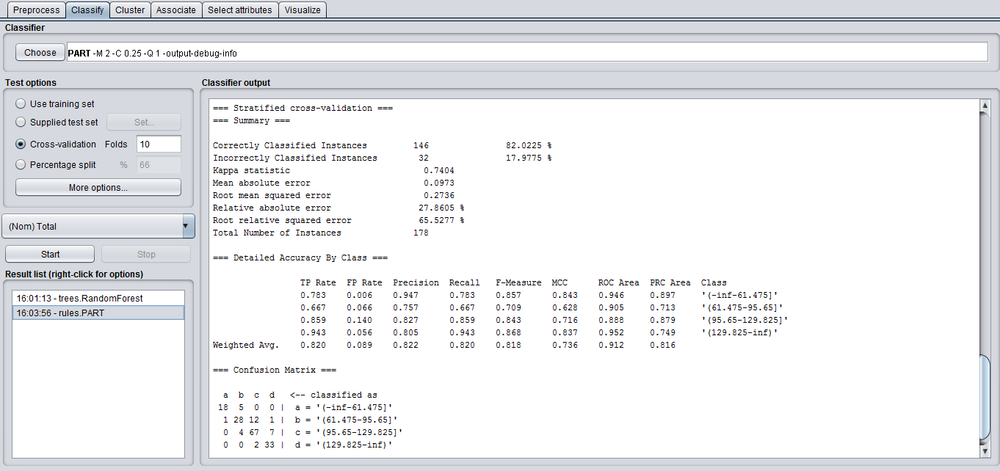 Preprocess Classify Cluster Associate Select attributes Visualize
Classifier
Choose PART -M 2 -C 0.25 -Q 1 -output-debug-info
Test options
Use training set
Supplied test set Set...
Cross-validation Folds 10
Percentage split % 66
More options...
(Nom) Total
Start Stop
Result list (right-click for options)
16:01:13 - trees.RandomForest
16:03:56 - rules.PART
Classifier output
=== Stratified cross-validation ===
=== Summary ===
Correctly Classified Instances 146 82.0225 %
Incorrectly Classified Instances 32 17.9775 %
Kappa statistic 0.7404
Mean absolute error 0.0973
Root mean squared error 0.2736
Relative absolute error 27.8605 %
Root relative squared error 65.5277 %
Total Number of Instances 178
=== Detailed Accuracy By Class ===
TP Rate FP Rate Precision Recall F-Measure MCC ROC Area PRC Area Class
0.783 0.006 0.947 0.783 0.857 0.843 0.946 0.897 '(-inf-61.475]'
0.667 0.066 0.757 0.667 0.709 0.628 0.905 0.713 '(61.475-95.65]'
0.859 0.140 0.827 0.859 0.843 0.716 0.888 0.879 '(95.65-129.825]'
0.943 0.056 0.805 0.943 0.868 0.837 0.952 0.749 '(129.825-inf)'
Weighted Avg. 0.820 0.089 0.822 0.820 0.818 0.736 0.912 0.816
=== Confusion Matrix ===
a b c d <-- classified as
18 5 0 0 | a = '(-inf-61.475]'
1 28 12 1 | b = '(61.475-95.65]'
0 4 67 7 | c = '(95.65-129.825]'
0 0 2 33 | d = '(129.825-inf)'